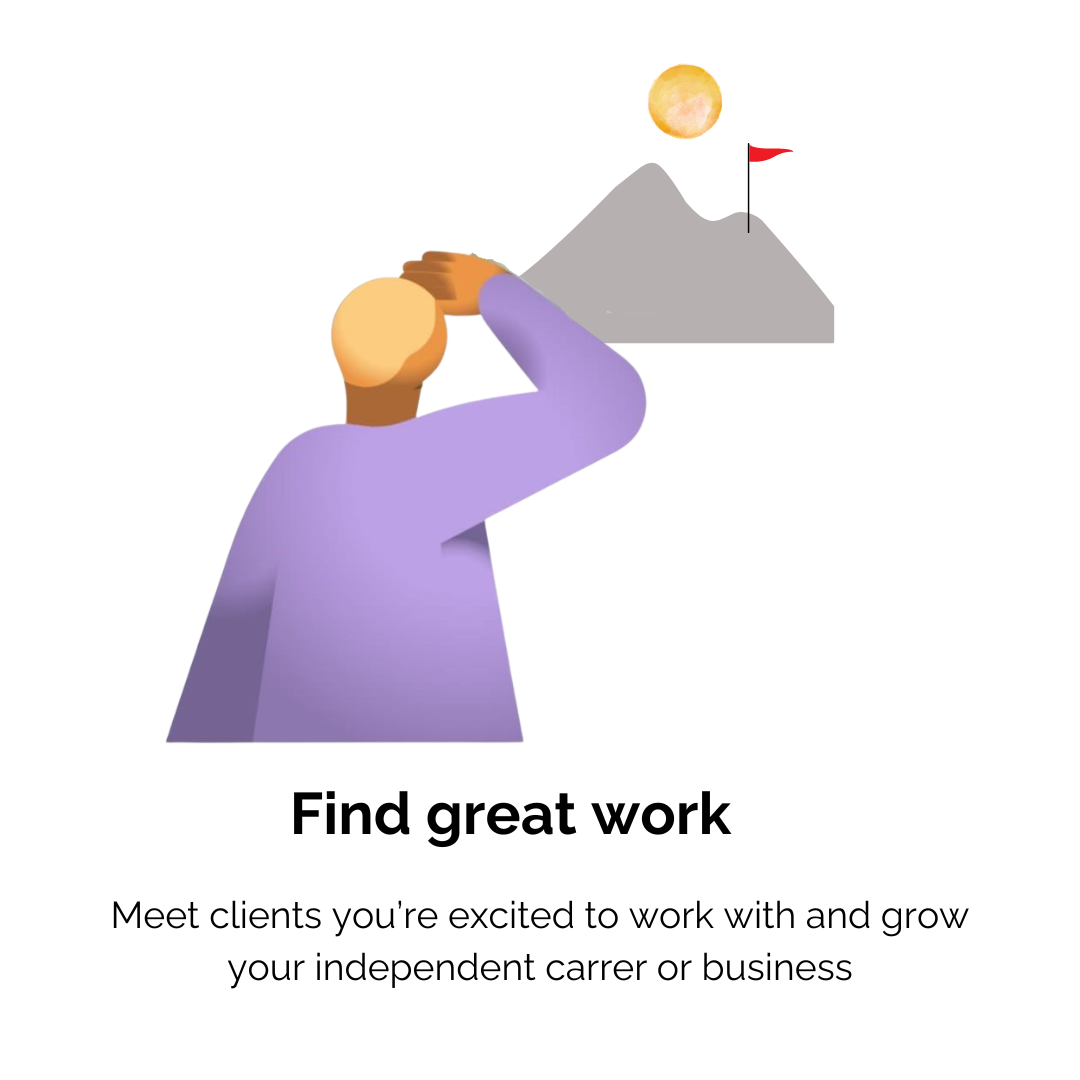 Find great work
Meet clients you’re excited to work with and grow
your independent carrer or business